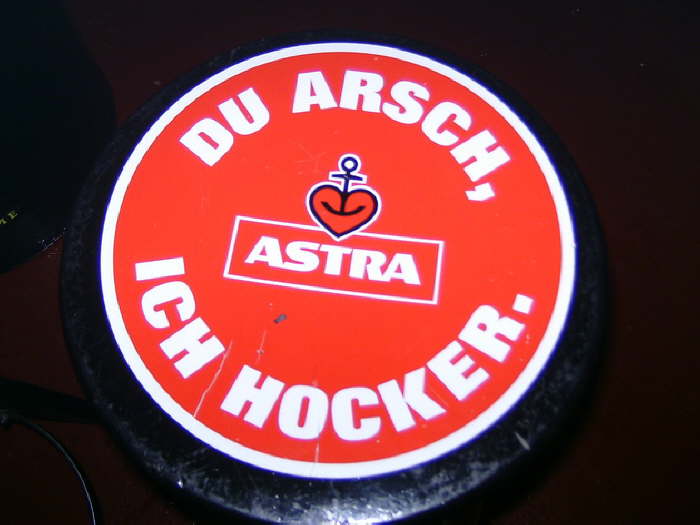 DU ARSCH,
ASTRA
ICH HOCKER.